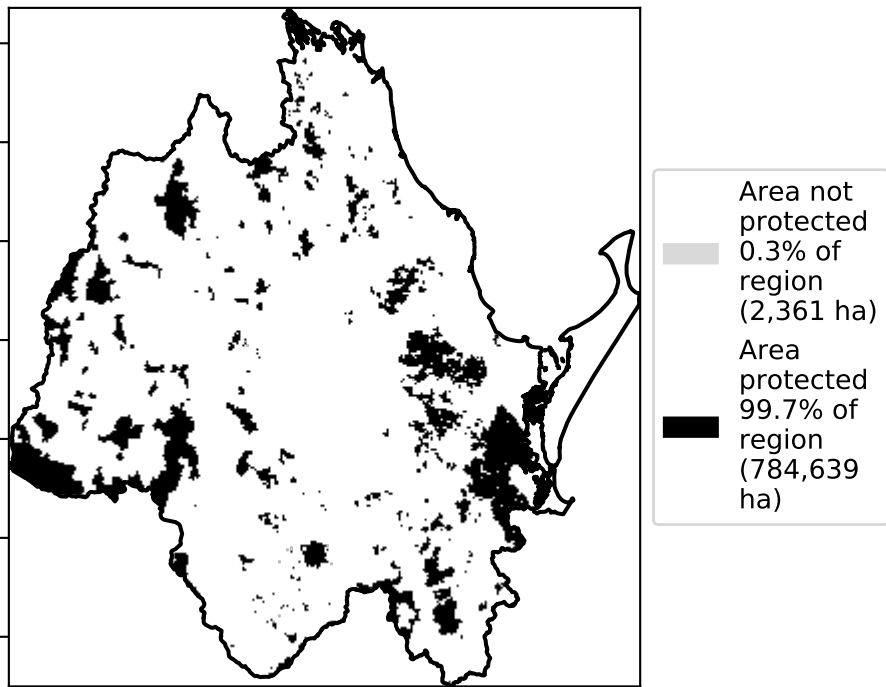 Area not
protected
0.3% of
region
(2,361 ha)
Area
protected
99.7% of
region
(784,639
ha)